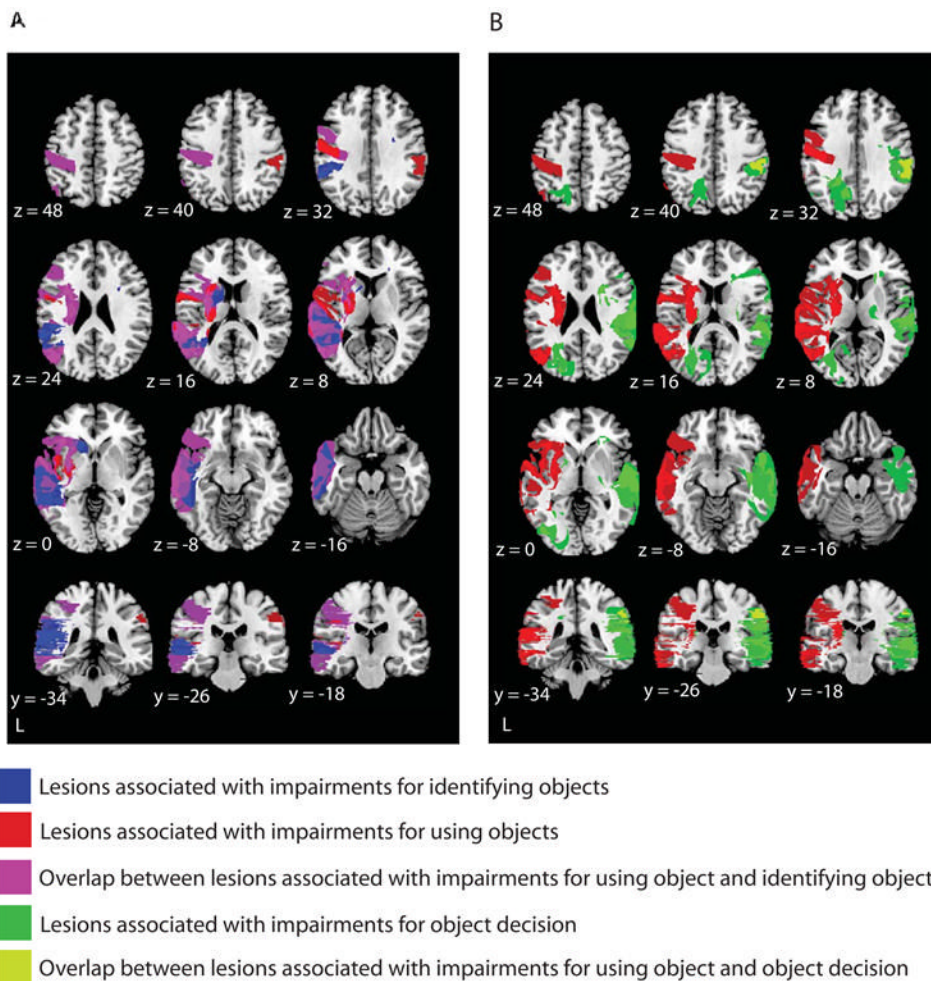 A
B
z = 48
z = 40
z = 32
z = 48
z = 40
z = 32
z = 24
z = 16
z = 8
z = 24
z = 16
z = 8
z = 0
z = -8
z = -16
z = 0
z = -8
z = -16
y = -34
y = -26
y = -18
y = -34
y = -26
y = -18
L
L
Lesions associated with impairments for identifying objects
Lesions associated with impairments for using objects
Overlap between lesions associated with impairments for using object and identifying object
Lesions associated with impairments for object decision
Overlap between lesions associated with impairments for using object and object decision